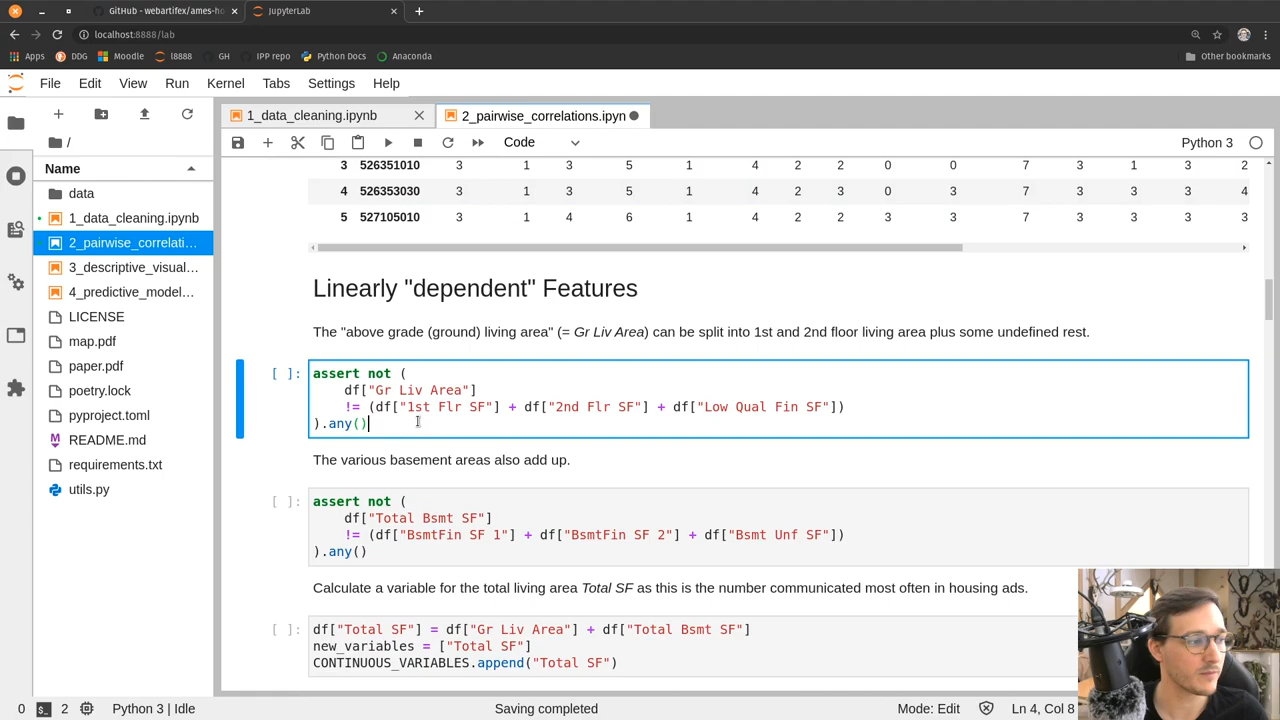 GitHub - webartifex/ames-ho
JupyterLab
localhost:8888/lab
Apps DDG Moodle l8888 GH IPP repo Python Docs Anaconda Other bookmarks
File Edit View Run Kernel Tabs Settings Help
1_data_cleaning.ipynb 2_pairwise_correlations.ipyn
/
Code Python 3
Name
data
1_data_cleaning.ipynb
2_pairwise_correlati...
3_descriptive_visual...
4_predictive_model...
LICENSE
map.pdf
paper.pdf
poetry.lock
pyproject.toml
README.md
requirements.txt
utils.py
3 526351010 3 1 3 5 1 4 2 2 0 0 7 3 1 3 2
4 526353030 3 1 3 5 1 4 2 3 0 3 7 3 3 3 4
5 527105010 3 1 4 6 1 4 2 2 3 3 7 3 3 3 3
Linearly "dependent" Features
The "above grade (ground) living area" (= Gr Liv Area) can be split into 1st and 2nd floor living area plus some undefined rest.
[ ]: assert not (
df["Gr Liv Area"]
!= (df["1st Flr SF"] + df["2nd Flr SF"] + df["Low Qual Fin SF"])
).any()
The various basement areas also add up.
[ ]: assert not (
df["Total Bsmt SF"]
!= (df["BsmtFin SF 1"] + df["BsmtFin SF 2"] + df["Bsmt Unf SF"])
).any()
Calculate a variable for the total living area Total SF as this is the number communicated most often in housing ads.
[ ]: df["Total SF"] = df["Gr Liv Area"] + df["Total Bsmt SF"]
new_variables = ["Total SF"]
CONTINUOUS_VARIABLES.append("Total SF")
0 2 Python 3 | Idle Saving completed Mode: Edit Ln 4, Col 8